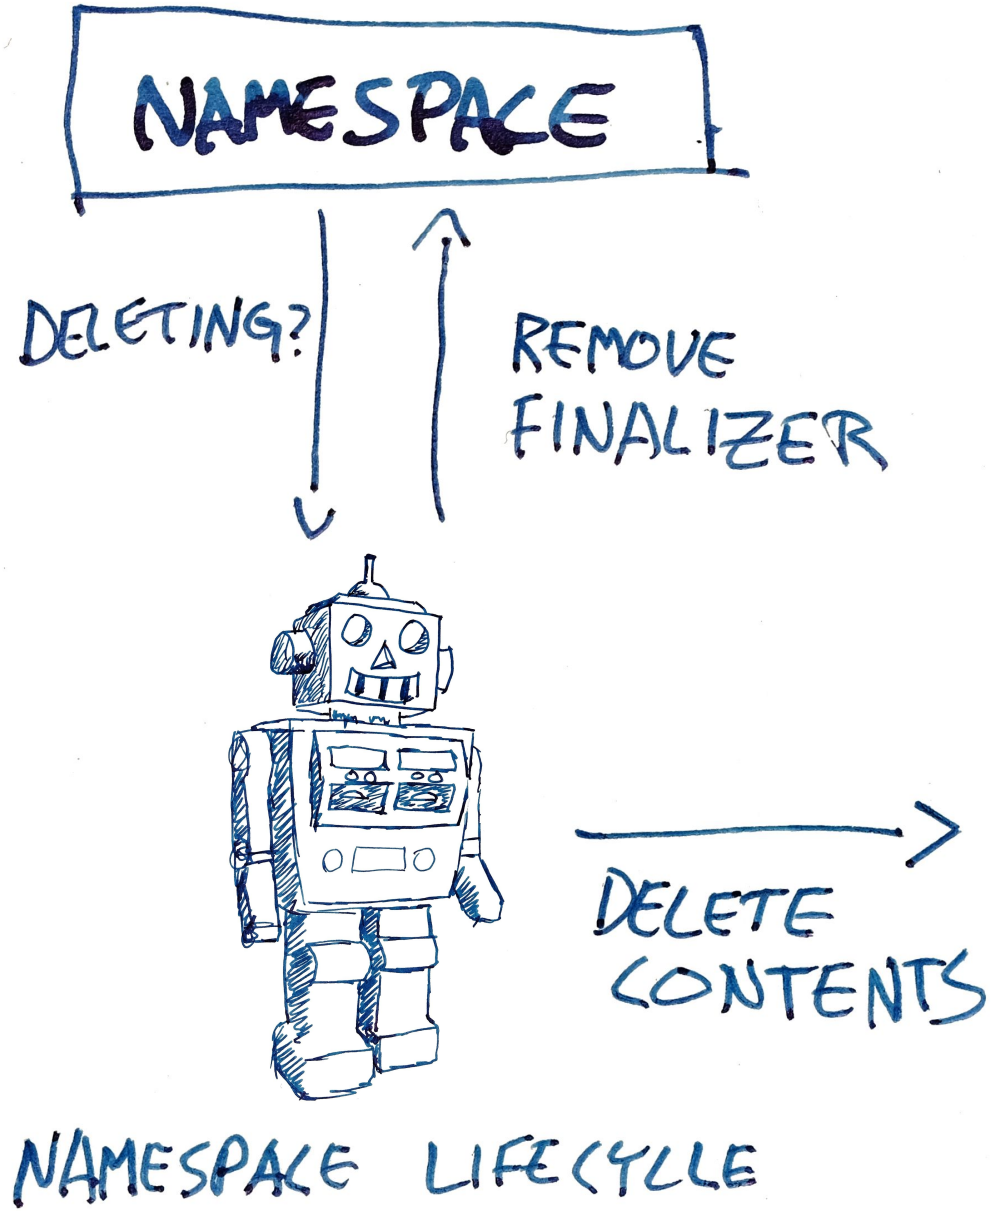 NAMESPACE
DELETING?
REMOVE
FINALIZER
DELETE
CONTENTS
NAMESPACE LIFECYCLE